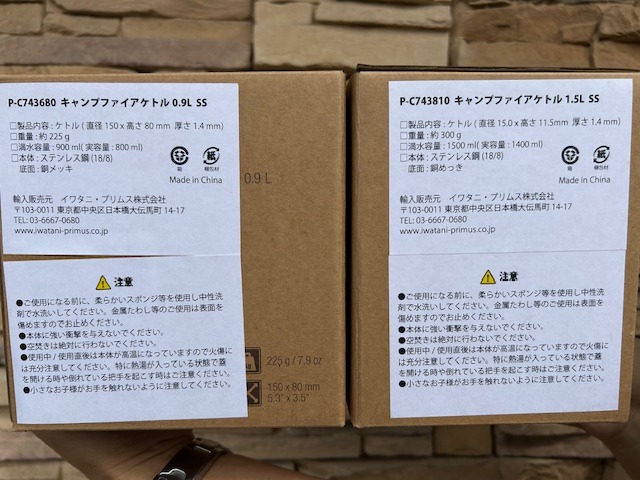 P-C743680 キャンプファイアケトル 0.9L SS
□製品内容：ケトル ( 直径 150 x 高さ 80 mm 厚さ 1.4 mm )
□重量：約 225 g
□満水容量：900 ml( 実容量：800 ml)
□本体：ステンレス鋼 (18/8)
底面：銅メッキ
箱
紙
個包材
Made in China
輸入販売元 イワタニ・プリムス株式会社
〒103-0011 東京都中央区日本橋大伝馬町 14-17
TEL: 03-6667-0680
www.iwatani-primus.co.jp
注意
●ご使用になる前に、柔らかいスポンジ等を使用し中性洗
剤で水洗いしてください。金属たわし等のご使用は表面を
傷めますのでお止めください。
●本体に強い衝撃を与えないでください。
●空焚きは絶対に行わないでください。
●使用中 / 使用直後は本体が高温になっていますので火傷に
は充分注意してください。特に熱湯が入っている状態で蓋
を開ける時や倒れている把手を起こす時はご注意ください。
●小さなお子様がお手を触れないように注意してください。
0.9 L
225 g / 7.9 oz
150 x 80 mm
5.3" x 3.5"
P-C743810 キャンプファイアケトル 1.5L SS
□製品内容：ケトル ( 直径 15.0 x 高さ 11.5mm 厚さ 1.4 mm )
□重量：約 300 g
□満水容量：1500 ml( 実容量：1400 ml)
□本体：ステンレス鋼 (18/8)
底面：銅めっき
箱
紙
個包材
Made in China
輸入販売元 イワタニ・プリムス株式会社
〒103-0011 東京都中央区日本橋大伝馬町 14-17
TEL: 03-6667-0680
www.iwatani-primus.co.jp
注意
●ご使用になる前に、柔らかいスポンジ等を使用し中性洗
剤で水洗いしてください。金属たわし等のご使用は表面を
傷めますのでお止めください。
●本体に強い衝撃を与えないでください。
●空焚きは絶対に行わないでください。
●使用中 / 使用直後は本体が高温になっていますので火傷に
は充分注意してください。特に熱湯が入っている状態で蓋
を開ける時や倒れている把手を起こす時はご注意ください。
●小さなお子様がお手を触れないように注意してください。